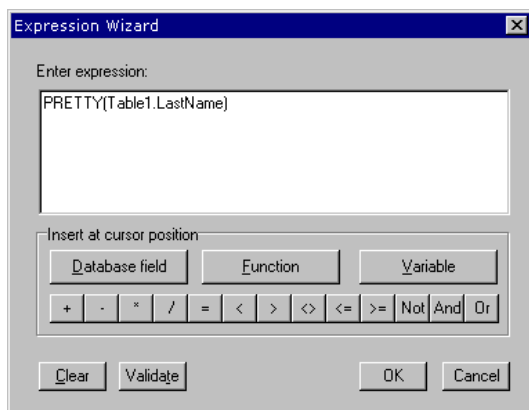 Expression Wizard
Enter expression:
PRETTY(Table1.LastName)
Insert at cursor position
Database field Function Variable
+ - * / = < > <> <= >= Not And Or
Clear Validate OK Cancel